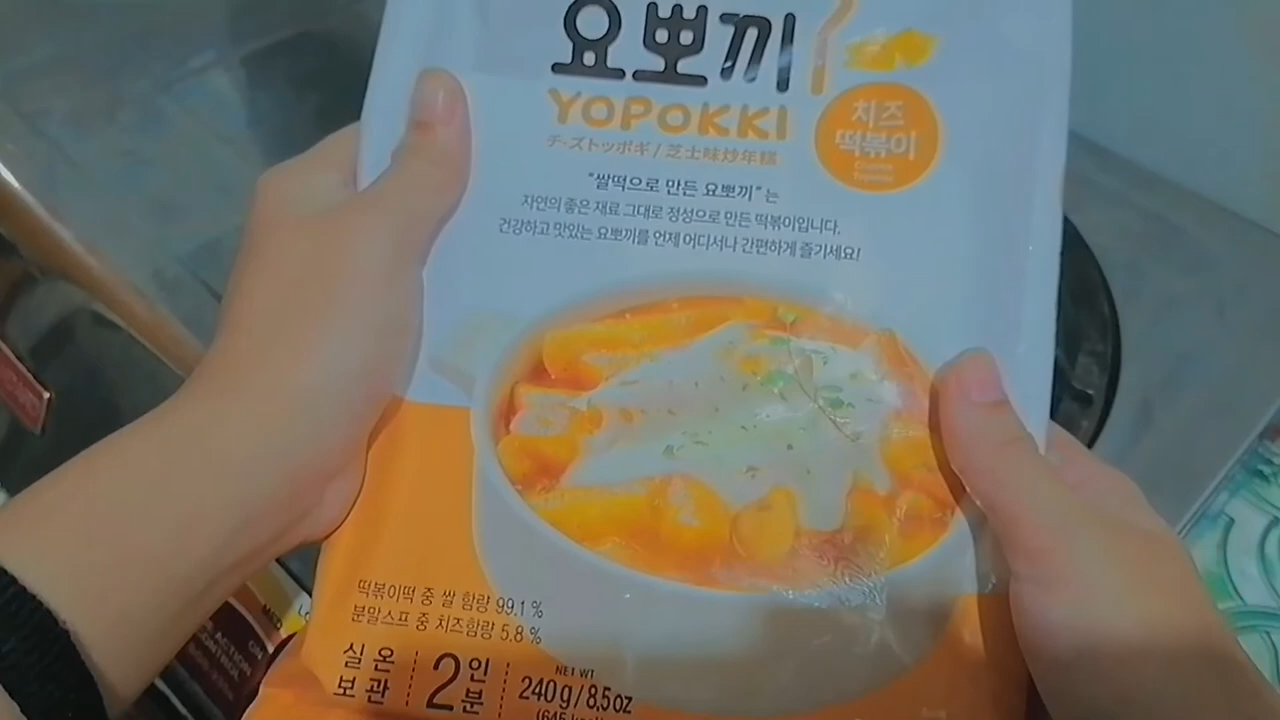 요뽀끼
YOPOKKI
チーズトッポギ / 芝士味炒年糕
치즈
떡볶이
Cheese
Topokki
"쌀떡으로 만든 요뽀끼" 는
자연의 좋은 재료 그대로 정성으로 만든 떡볶이입니다.
건강하고 맛있는 요뽀끼를 언제 어디서나 간편하게 즐기세요!
떡볶이떡 중 쌀 함량 99.1 %
분말스프 중 치즈함량 5.8 %
실온
보관
2인분
NET WT
240 g / 8.5 oz